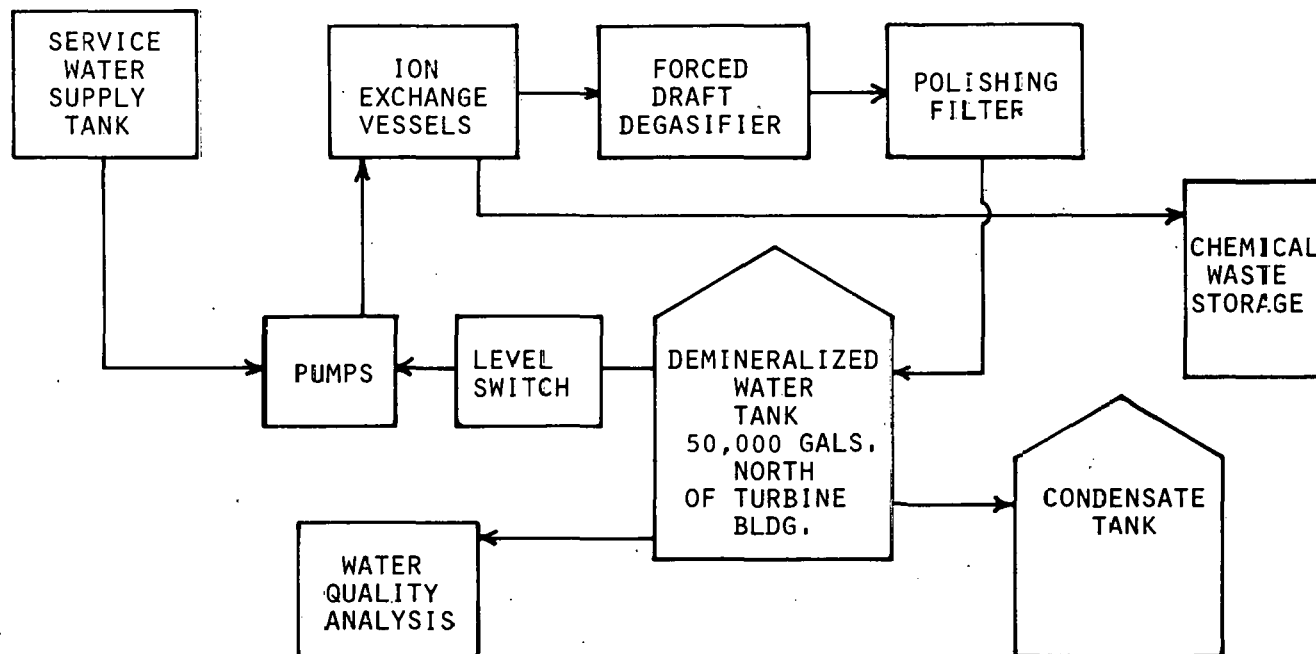 SERVICE
WATER
SUPPLY
TANK
ION
EXCHANGE
VESSELS
FORCED
DRAFT
DEGASIFIER
POLISHING
FILTER
CHEMICAL
WASTE
STORAGE
PUMPS
LEVEL
SWITCH
DEMINERALIZED
WATER
TANK
50,000 GALS.
NORTH
OF TURBINE
BLDG.
CONDENSATE
TANK
WATER
QUALITY
ANALYSIS